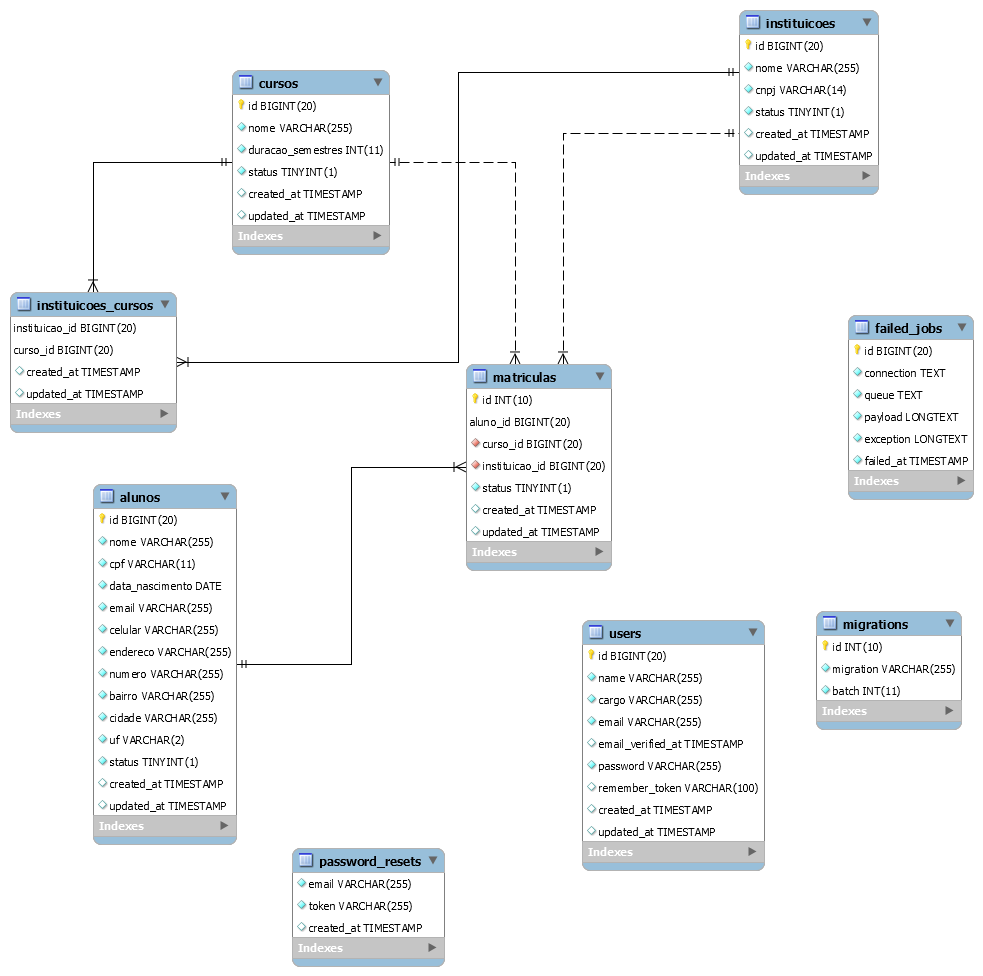 instituicoes
id BIGINT(20)
nome VARCHAR(255)
cnpj VARCHAR(14)
status TINYINT(1)
created_at TIMESTAMP
updated_at TIMESTAMP
Indexes
cursos
id BIGINT(20)
nome VARCHAR(255)
duracao_semestres INT(11)
status TINYINT(1)
created_at TIMESTAMP
updated_at TIMESTAMP
Indexes
instituicoes_cursos
instituicao_id BIGINT(20)
curso_id BIGINT(20)
created_at TIMESTAMP
updated_at TIMESTAMP
Indexes
failed_jobs
id BIGINT(20)
connection TEXT
queue TEXT
payload LONGTEXT
exception LONGTEXT
failed_at TIMESTAMP
Indexes
matriculas
id INT(10)
aluno_id BIGINT(20)
curso_id BIGINT(20)
instituicao_id BIGINT(20)
status TINYINT(1)
created_at TIMESTAMP
updated_at TIMESTAMP
Indexes
alunos
id BIGINT(20)
nome VARCHAR(255)
cpf VARCHAR(11)
data_nascimento DATE
email VARCHAR(255)
celular VARCHAR(255)
endereco VARCHAR(255)
numero VARCHAR(255)
bairro VARCHAR(255)
cidade VARCHAR(255)
uf VARCHAR(2)
status TINYINT(1)
created_at TIMESTAMP
updated_at TIMESTAMP
Indexes
users
id BIGINT(20)
name VARCHAR(255)
cargo VARCHAR(255)
email VARCHAR(255)
email_verified_at TIMESTAMP
password VARCHAR(255)
remember_token VARCHAR(100)
created_at TIMESTAMP
updated_at TIMESTAMP
Indexes
migrations
id INT(10)
migration VARCHAR(255)
batch INT(11)
Indexes
password_resets
email VARCHAR(255)
token VARCHAR(255)
created_at TIMESTAMP
Indexes